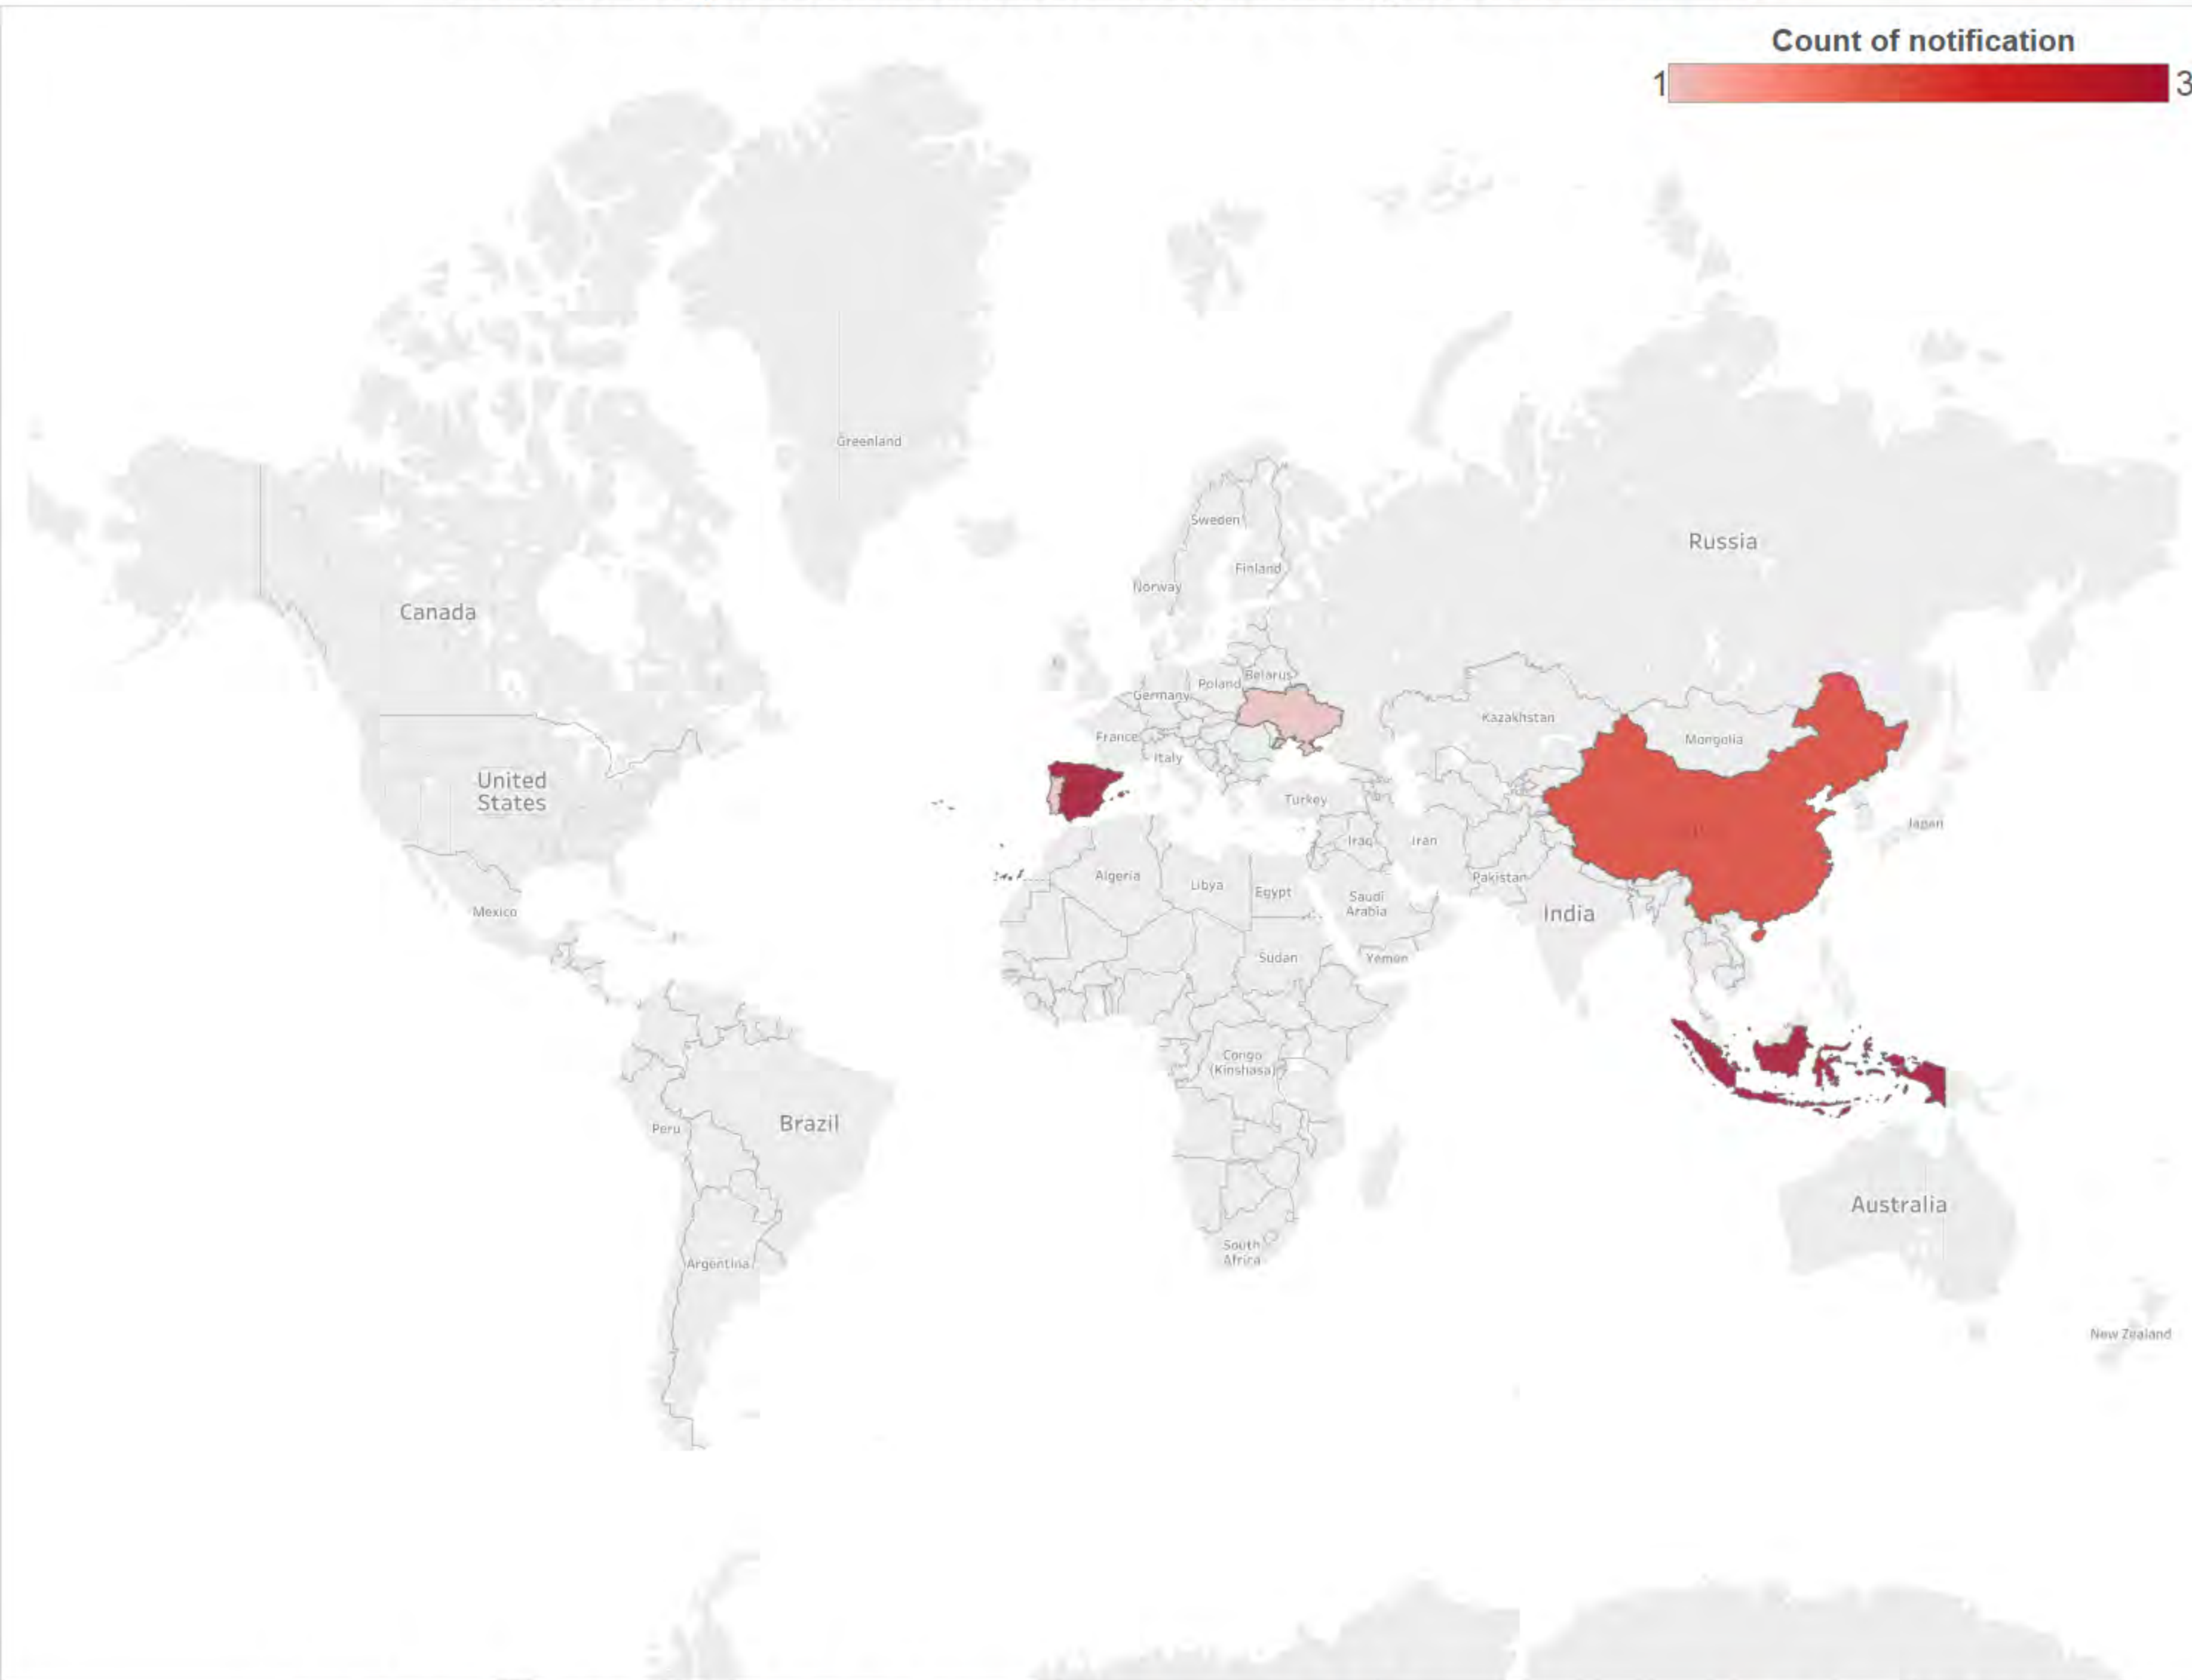 Count of notification
1 3
Greenland
Sweden
Russia
Finland
Norway
Canada
Belarus
Poland
Germany
Kazakhstan
France
Mongolia
Italy
United
States
Turkey
Japan
Iraq
Iran
Algeria
Pakistan
Libya
Egypt
Saudi
Arabia
India
Mexico
Sudan
Yemen
Congo
(Kinshasa)
Brazil
Peru
Australia
South
Africa
Argentina
New Zealand